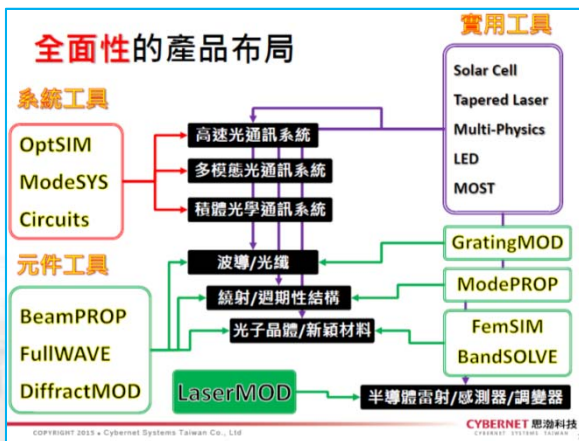 全面性的產品布局
實用工具
Solar Cell
Tapered Laser
Multi-Physics
LED
MOST
系統工具
OptSIM
ModeSYS
Circuits
高速光通訊系統
多模態光通訊系統
積體光學通訊系統
波導/光纖
繞射/週期性結構
光子晶體/新穎材料
半導體雷射/感測器/調變器
元件工具
BeamPROP
FullWAVE
DiffractMOD
LaserMOD
GratingMOD
ModePROP
FemSIM
BandSOLVE
COPYRIGHT 2015 ● Cybernet Systems Taiwan Co., Ltd
CYBERNET 思渤科技
CYBERNET SYSTEMS TAIWAN